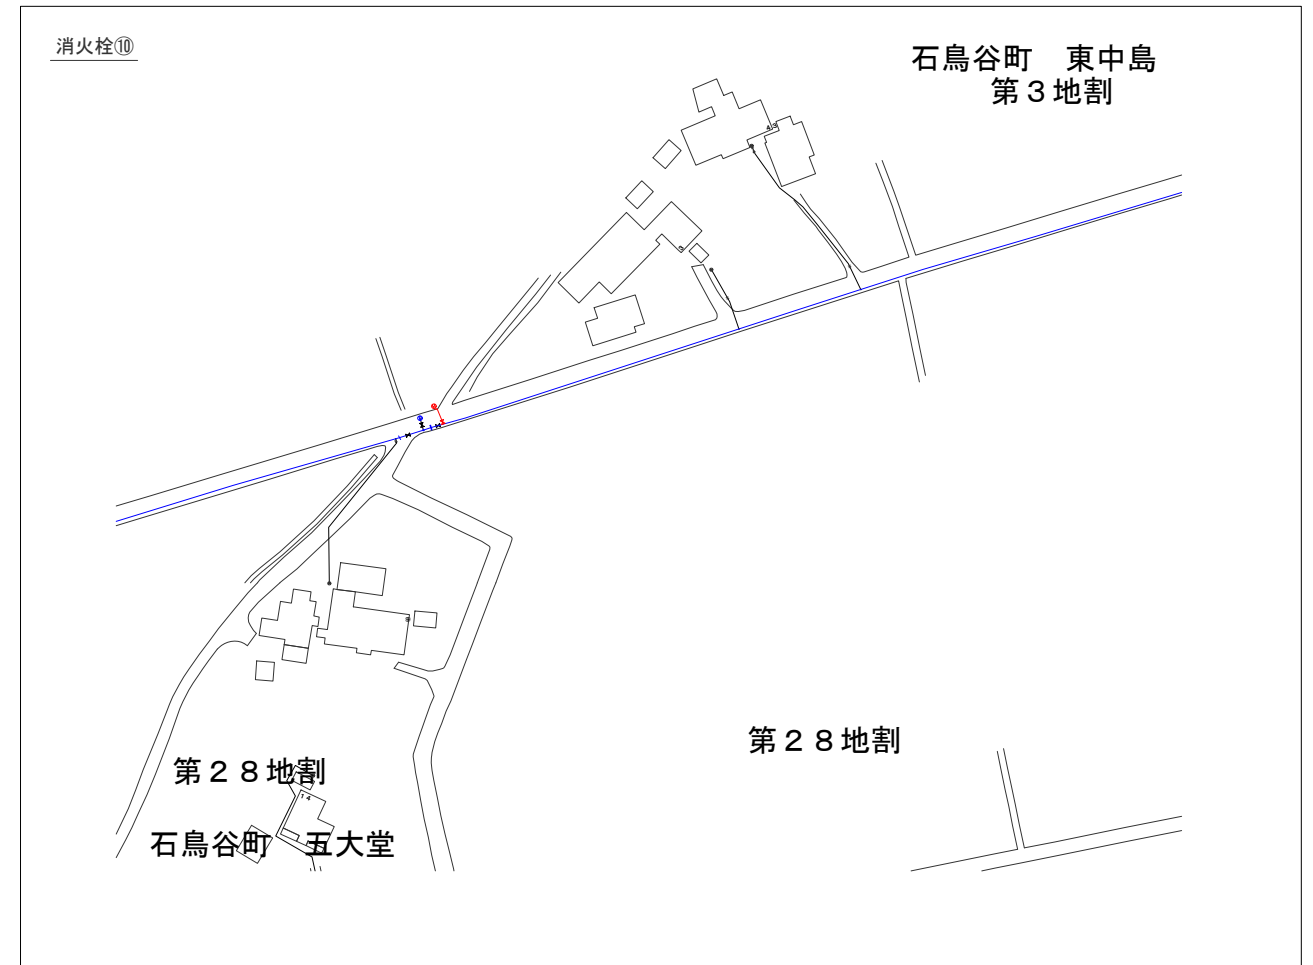 消火栓⑩
石鳥谷町　東中島
第３地割
第２８地割
第２８地割
１４
石鳥谷町　五大堂